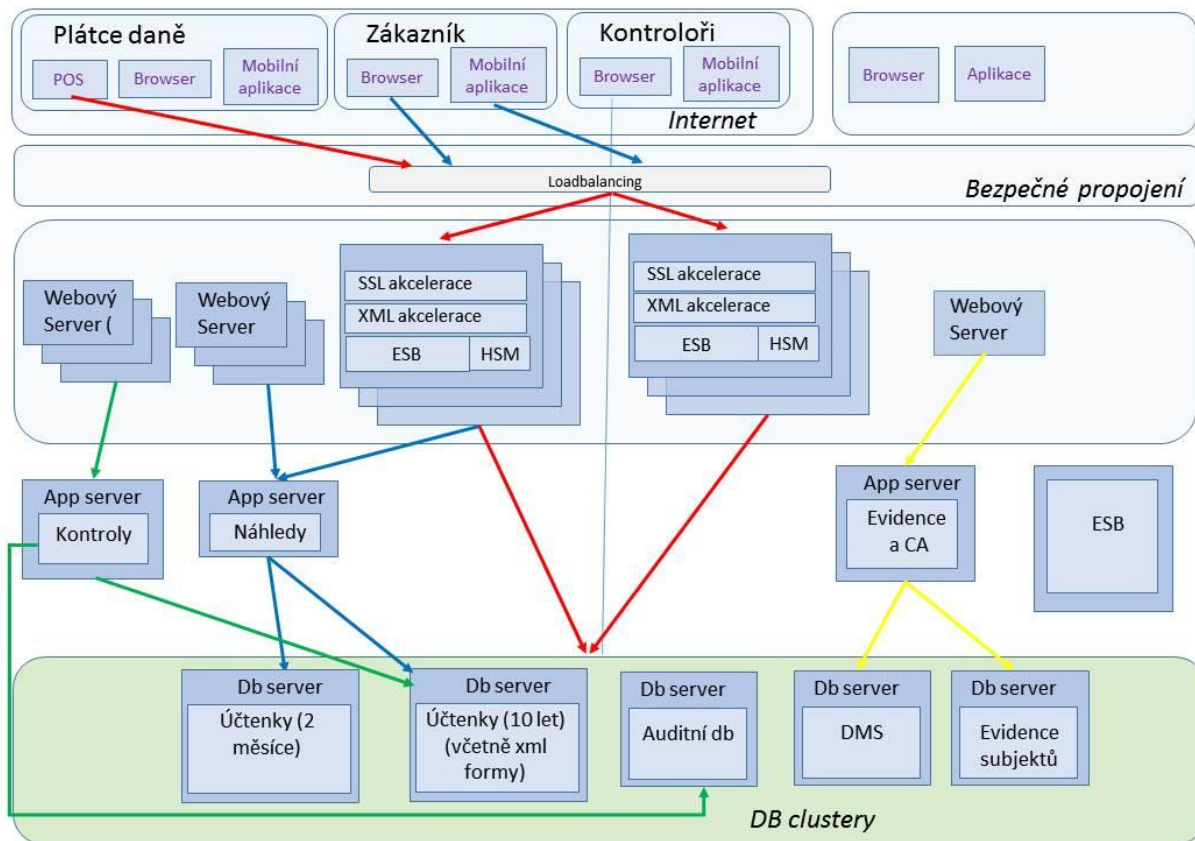 Plátce daně
POS
Browser
Mobilní
aplikace
Zákazník
Browser
Mobilní
aplikace
Kontroloři
Browser
Mobilní
aplikace
Internet
Browser
Aplikace
Loadbalancing
Bezpečné propojení
Webový
Server (
Webový
Server
SSL akcelerace
XML akcelerace
ESB
HSM
SSL akcelerace
XML akcelerace
ESB
HSM
Webový
Server
App server
Kontroly
App server
Náhledy
App server
Evidence
a CA
ESB
Db server
Účtenky (2
měsíce)
Db server
Účtenky (10 let)
(včetně xml
formy)
Db server
Auditní db
Db server
DMS
Db server
Evidence
subjektů
DB clustery